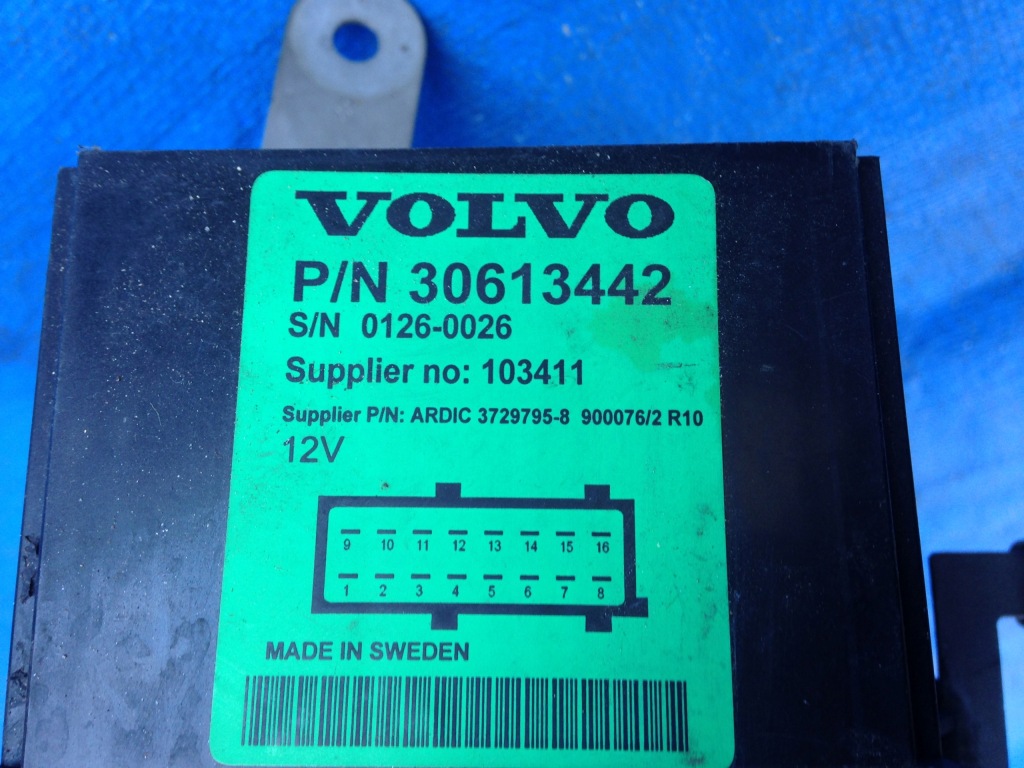 VOLVO
P/N 30613442
S/N 0126-0026
Supplier no: 103411
Supplier P/N: ARDIC 3729795-8 900076/2 R10
12V
9 10 11 12 13 14 15 16
1 2 3 4 5 6 7 8
MADE IN SWEDEN